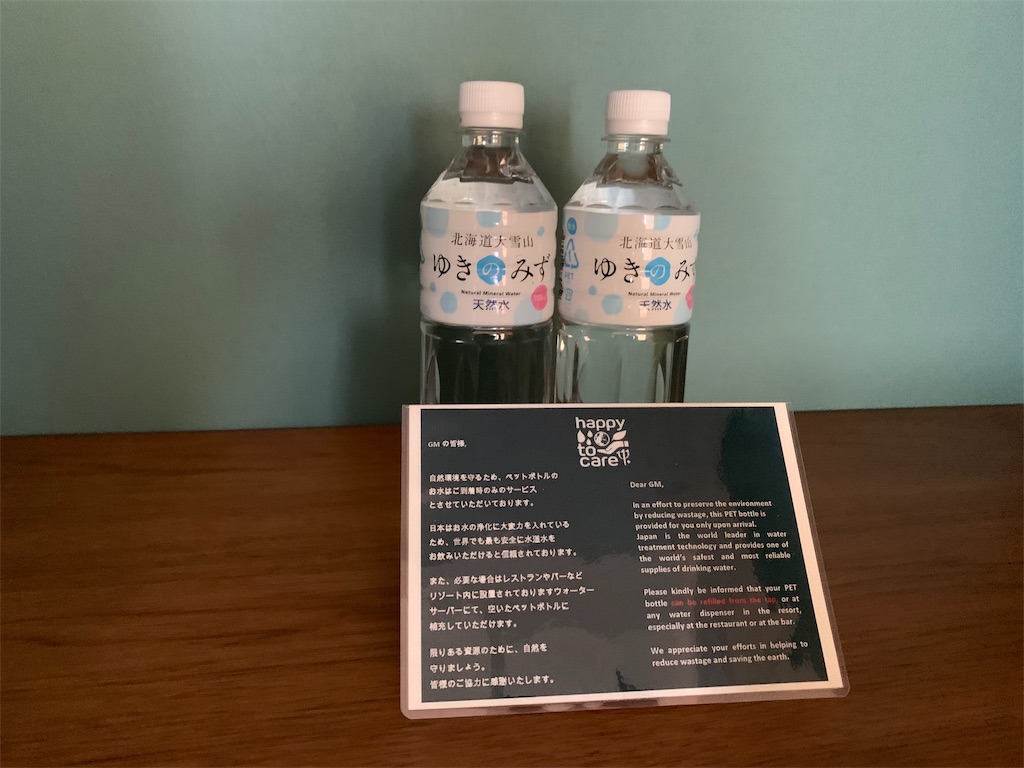 北海道大雪山
ゆきのみず
Natural Mineral Water
天然水
北海道大雪山
ゆきのみず
Natural Mineral Water
天然水
PET
happy
to
care
GM の皆様,
自然環境を守るため、ペットボトルの
お水はご到着時のみのサービス
とさせていただいております。
日本はお水の浄化に大変力を入れている
ため、世界でも最も安全に水道水を
お飲みいただけると信頼されております。
また、必要な場合はレストランやバーなど
リゾート内に設置されておりますウォーター
サーバーにて、空いたペットボトルに
補充していただけます。
限りある資源のために、自然を
守りましょう。
皆様のご協力に感謝いたします。
Dear GM,
In an effort to preserve the environment
by reducing wastage, this PET bottle is
provided for you only upon arrival.
Japan is the world leader in water
treatment technology and provides one of
the world's safest and most reliable
supplies of drinking water.
Please kindly be informed that your PET
bottle can be refilled from the tap, or at
any water dispenser in the resort,
especially at the restaurant or at the bar.
We appreciate your efforts in helping to
reduce wastage and saving the earth.